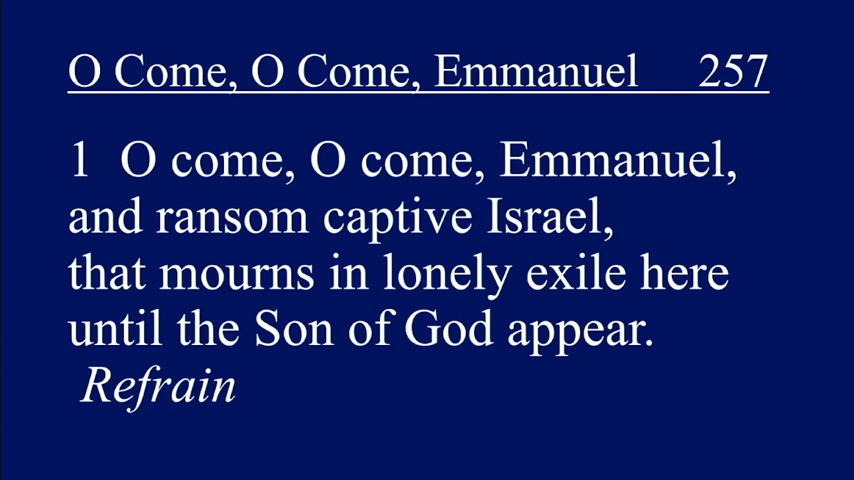 O Come, O Come, Emmanuel 257
1 O come, O come, Emmanuel,
and ransom captive Israel,
that mourns in lonely exile here
until the Son of God appear.
Refrain